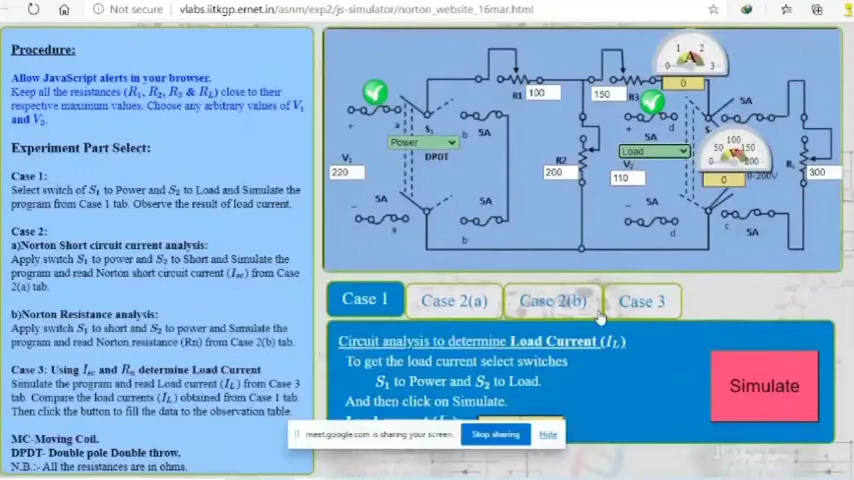 Not secure
vlabs.iitkgp.ernet.in/asnm/exp2/js-simulator/norton_website_16mar.html
Procedure:
Allow JavaScript alerts in your browser.
Keep all the resistances (R1, R2, R3 & RL) close to their
respective maximum values. Choose any arbitrary values of V1
and V2.
Experiment Part Select:
Case 1:
Select switch of S1 to Power and S2 to Load and Simulate the
program from Case 1 tab. Observe the result of load current.
Case 2:
a)Norton Short circuit current analysis:
Apply switch S1 to power and S2 to Short and Simulate the
program and read Norton short circuit current (Isc) from Case
2(a) tab.
b)Norton Resistance analysis:
Apply switch S1 to short and S2 to power and Simulate the
program and read Norton resistance (Rn) from Case 2(b) tab.
Case 3: Using Isc and Rn determine Load Current
Simulate the program and read Load current (IL) from Case 3
tab. Compare the load currents (IL) obtained from Case 1 tab.
Then click the button to fill the data to the observation table.
MC-Moving Coil.
DPDT- Double pole Double throw.
N.B.:- All the resistances are in ohms.
0 1 2 3
A
0
R1 100
150 R3
5A
+ a
S1 b
5A
Power
DPDT
V1
220
5A
- a
5A
b
R2
200
+ d
5A
Load
V2
110
5A
- d
5A
0 50 100 150 200
V
0
0-200V
c
5A
300
Case 1
Case 2(a)
Case 2(b)
Case 3
Circuit analysis to determine Load Current (IL)
To get the load current select switches
S1 to Power and S2 to Load.
And then click on Simulate.
Simulate
meet.google.com is sharing your screen.
Stop sharing
Hide